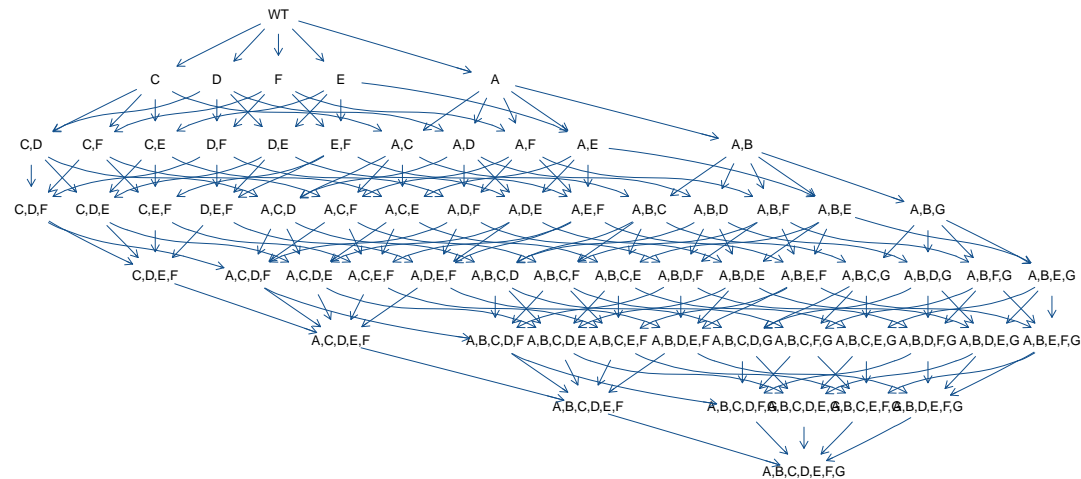 WT
C D F E A
C,D C,F C,E D,F D,E E,F A,C A,D A,F A,E A,B
C,D,F C,D,E C,E,F D,E,F A,C,D A,C,F A,C,E A,D,F A,D,E A,E,F A,B,C A,B,D A,B,F A,B,E A,B,G
C,D,E,F A,C,D,F A,C,D,E A,C,E,F A,D,E,F A,B,C,D A,B,C,F A,B,C,E A,B,D,F A,B,D,E A,B,E,F A,B,C,G A,B,D,G A,B,F,G A,B,E,G
A,C,D,E,F A,B,C,D,F A,B,C,D,E A,B,C,E,F A,B,D,E,F A,B,C,D,G A,B,C,F,G A,B,C,E,G A,B,D,F,G A,B,D,E,G A,B,E,F,G
A,B,C,D,E,F A,B,C,D,F,G A,B,C,D,E,G A,B,C,E,F,G A,B,D,E,F,G
A,B,C,D,E,F,G